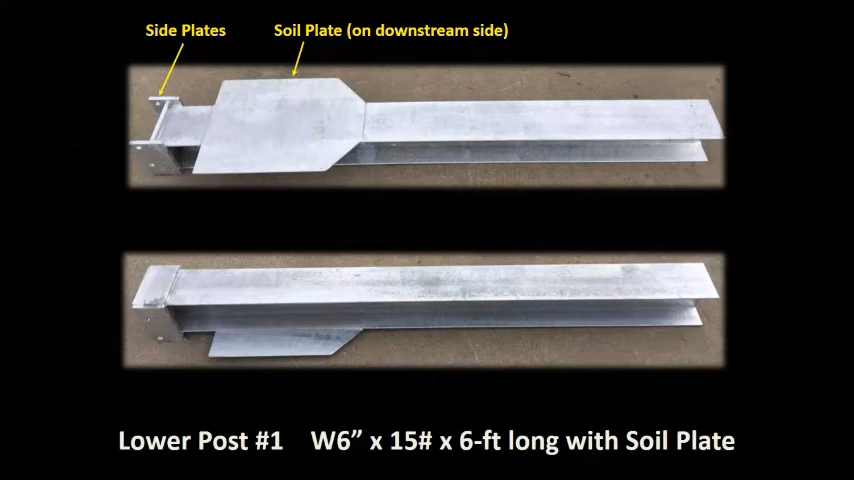 Side Plates
Soil Plate (on downstream side)
Lower Post #1    W6” x 15# x 6-ft long with Soil Plate